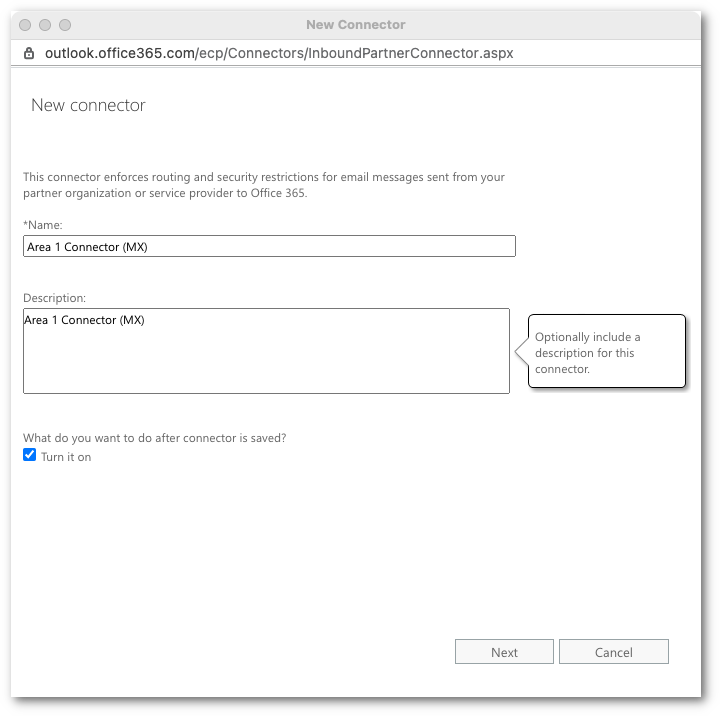 New Connector
outlook.office365.com/ecp/Connectors/InboundPartnerConnector.aspx
New connector
This connector enforces routing and security restrictions for email messages sent from your
partner organization or service provider to Office 365.
*Name:
Area 1 Connector (MX)
Description:
Area 1 Connector (MX)
Optionally include a
description for this
connector.
What do you want to do after connector is saved?
Turn it on
Next
Cancel